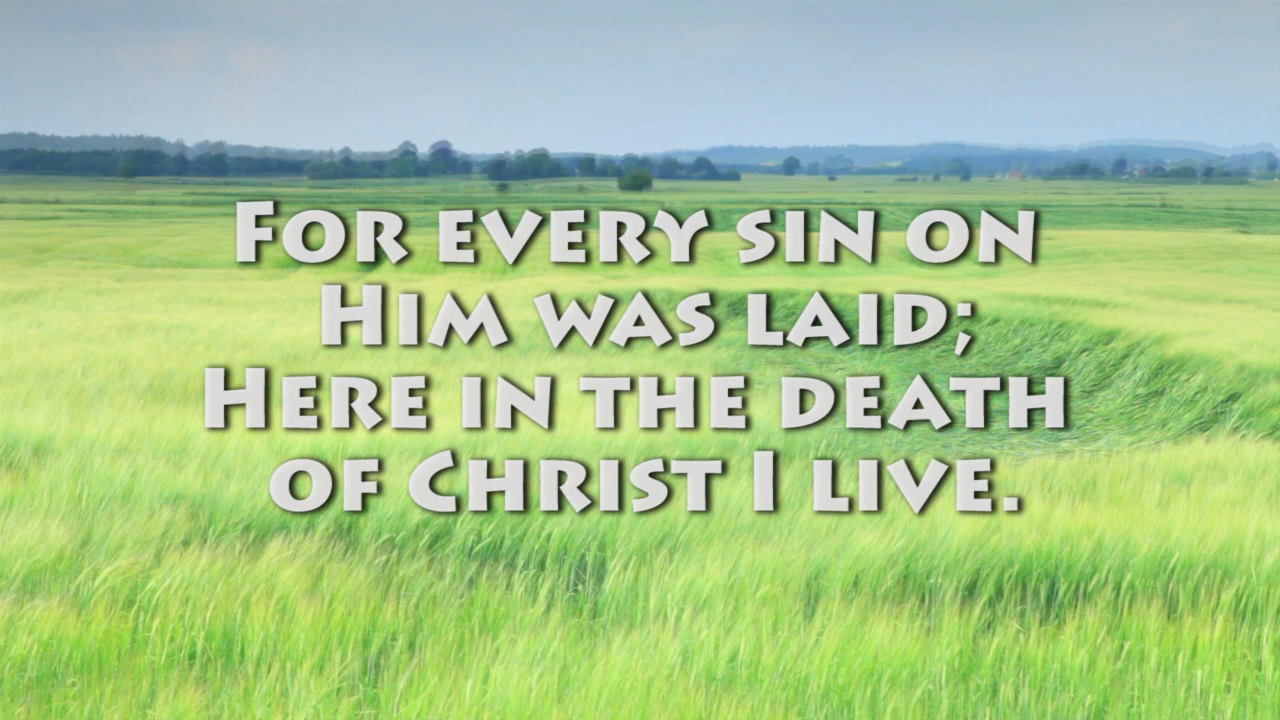 For every sin on
Him was laid;
Here in the death
of Christ I live.